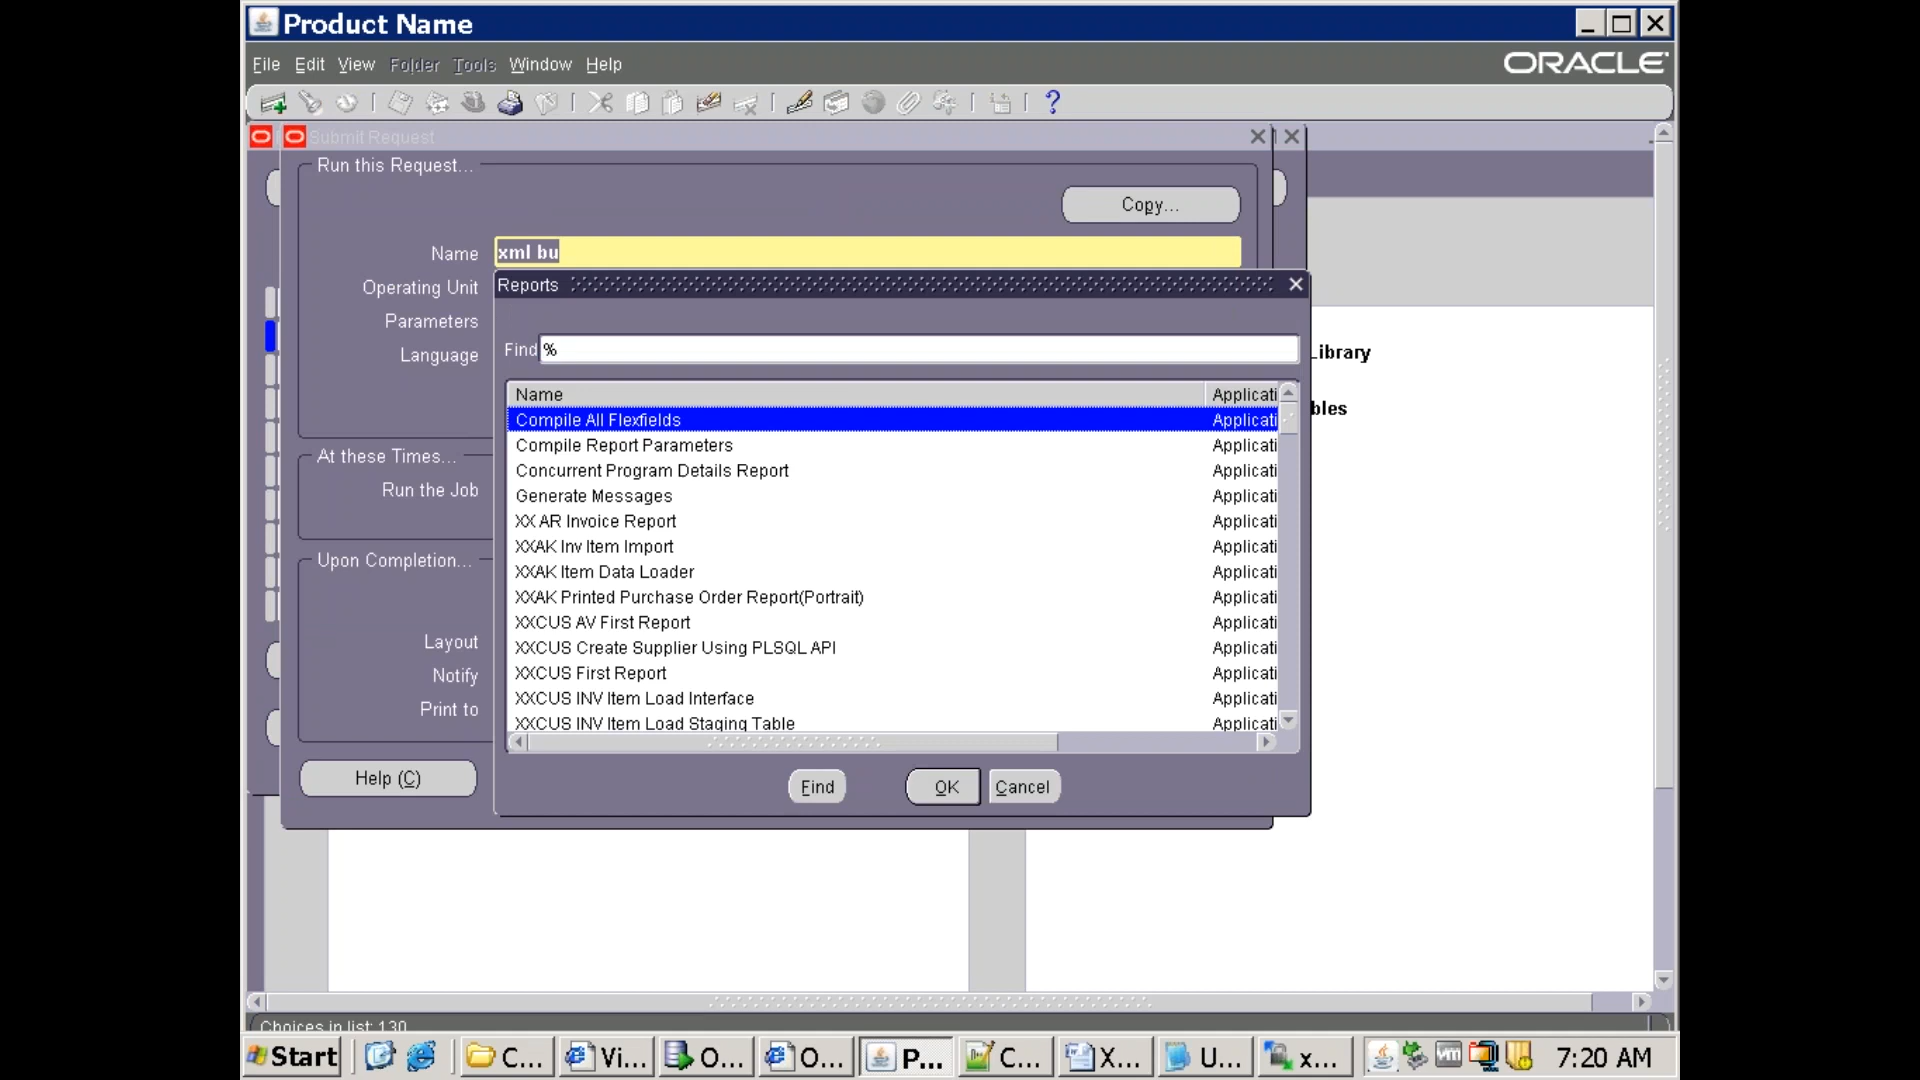 Product Name
File Edit View Folder Tools Window Help
ORACLE
Submit Request
Run this Request...
Copy...
Name xml bu
Operating Unit
Parameters
Language
Reports
Find %
Name Applicati
Compile All Flexfields Applicati
Compile Report Parameters Applicati
Concurrent Program Details Report Applicati
Generate Messages Applicati
XX AR Invoice Report Applicati
XXAK Inv Item Import Applicati
XXAK Item Data Loader Applicati
XXAK Printed Purchase Order Report(Portrait) Applicati
XXCUS AV First Report Applicati
XXCUS Create Supplier Using PLSQL API Applicati
XXCUS First Report Applicati
XXCUS INV Item Load Interface Applicati
XXCUS INV Item Load Staging Table Applicati
Find OK Cancel
Library
bles
At these Times...
Run the Job
Upon Completion...
Layout
Notify
Print to
Help (C)
Choices in list: 130
Start C... Vi... O... O... P... C... X... U... x... 7:20 AM